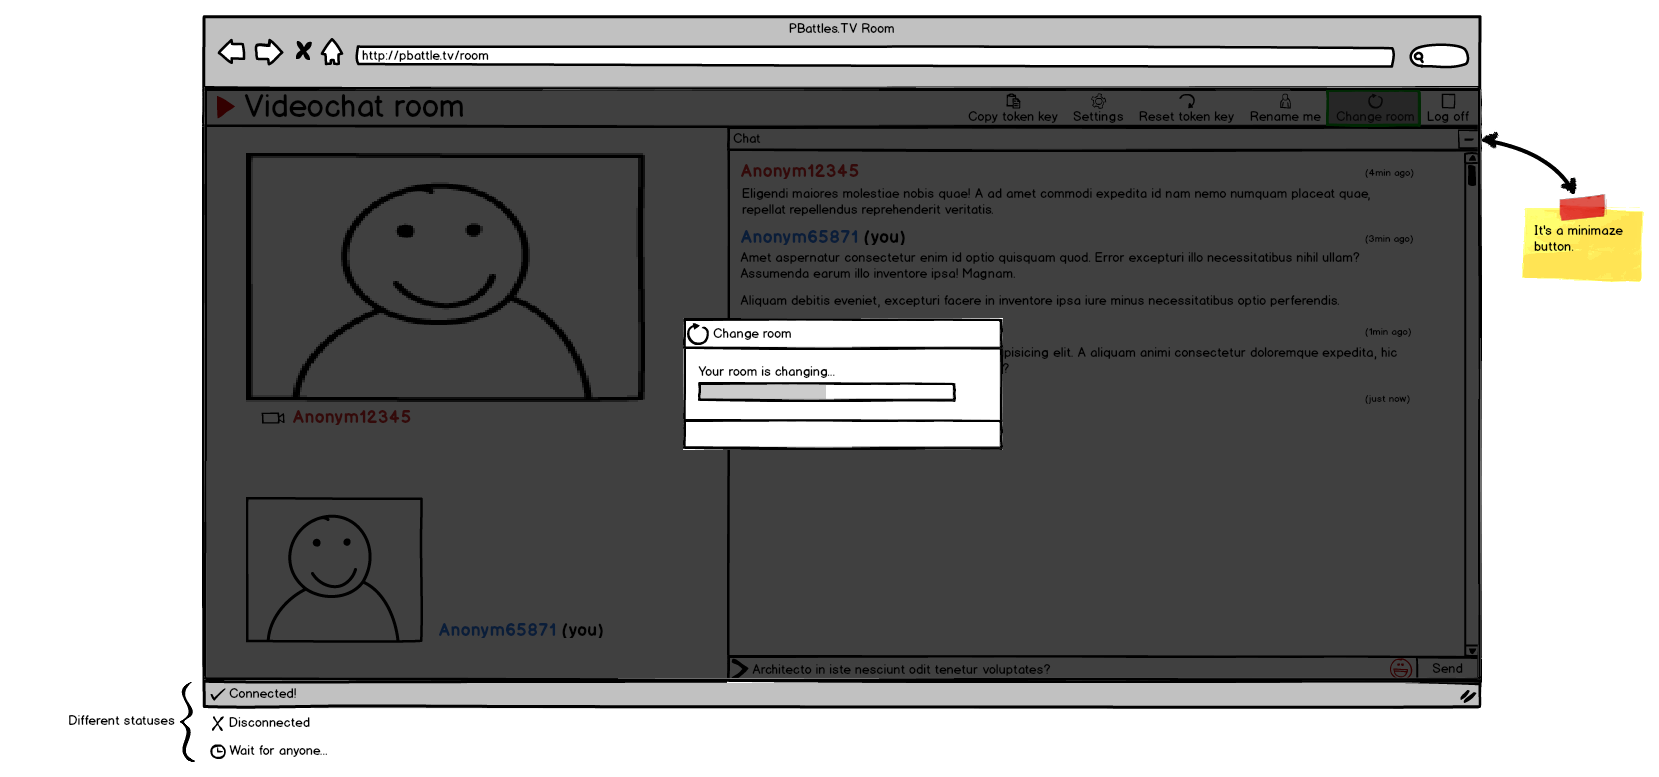 PBattles.TV Room
http://pbattle.tv/room
Videochat room
Copy token key
Settings
Reset token key
Rename me
Change room
Log off
Chat
Anonym12345
(4min ago)
Eligendi maiores molestiae nobis quae! A ad amet commodi expedita id nam nemo numquam placeat quae,
repellat repellendus reprehenderit veritatis.
Anonym65871 (you)
(3min ago)
Amet aspernatur consectetur enim id optio quisquam quod. Error excepturi illo necessitatibus nihil ullam?
Assumenda earum illo inventore ipsa! Magnam.
Aliquam debitis eveniet, excepturi facere in inventore ipsa iure minus necessitatibus optio perferendis.
(1min ago)
pisicing elit. A aliquam animi consectetur doloremque expedita, hic
?
(just now)
Change room
Your room is changing...
Anonym12345
Anonym65871 (you)
Architecto in iste nesciunt odit tenetur voluptates?
Send
It's a minimaze
button.
Different statuses
Connected!
Disconnected
Wait for anyone...